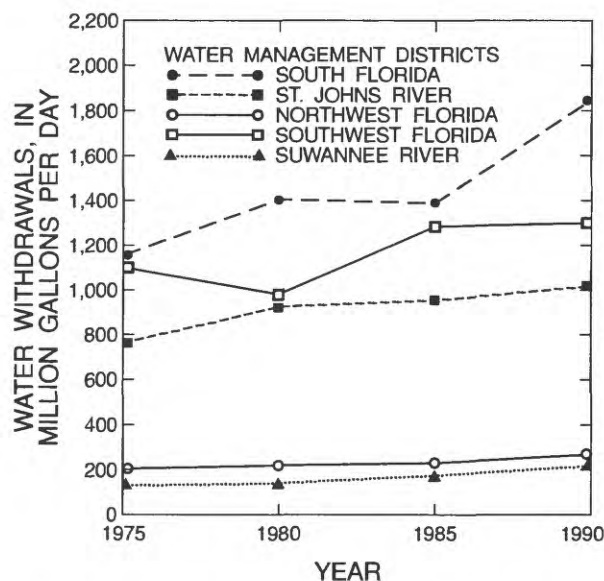 WATER WITHDRAWALS, IN
MILLION GALLONS PER DAY
2,200
2,000
1,800
1,600
1,400
1,200
1,000
800
600
400
200
0
WATER MANAGEMENT DISTRICTS
SOUTH FLORIDA
ST. JOHNS RIVER
NORTHWEST FLORIDA
SOUTHWEST FLORIDA
SUWANNEE RIVER
1975 1980 1985 1990
YEAR